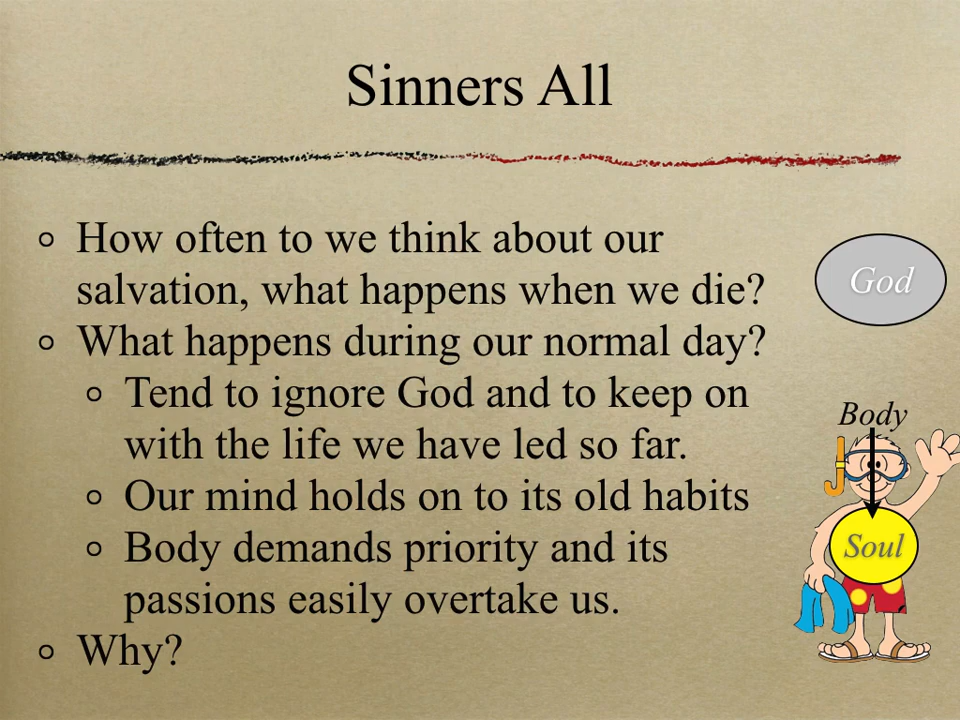 Sinners All
How often to we think about our
salvation, what happens when we die?
God
What happens during our normal day?
Tend to ignore God and to keep on
with the life we have led so far.
Body
Our mind holds on to its old habits
Body demands priority and its
Soul
passions easily overtake us.
Why?